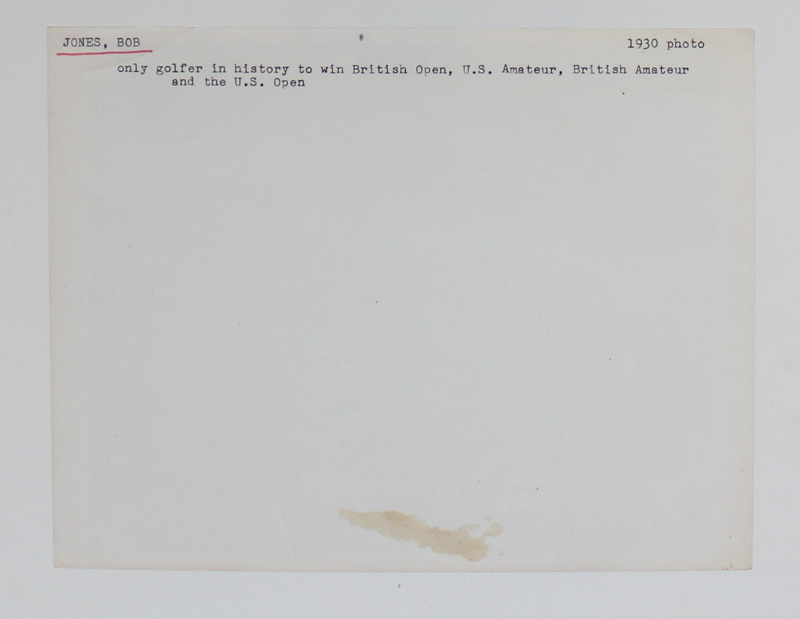 JONES, BOB 1930 photo
only golfer in history to win British Open, U.S. Amateur, British Amateur
and the U.S. Open